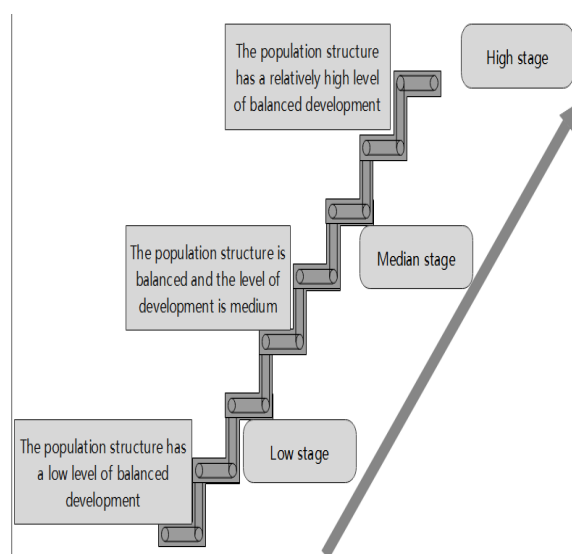 The population structure
has a relatively high level
of balanced development
High stage
The population structure is
balanced and the level of
development is medium
Median stage
The population structure has
a low level of balanced
development
Low stage